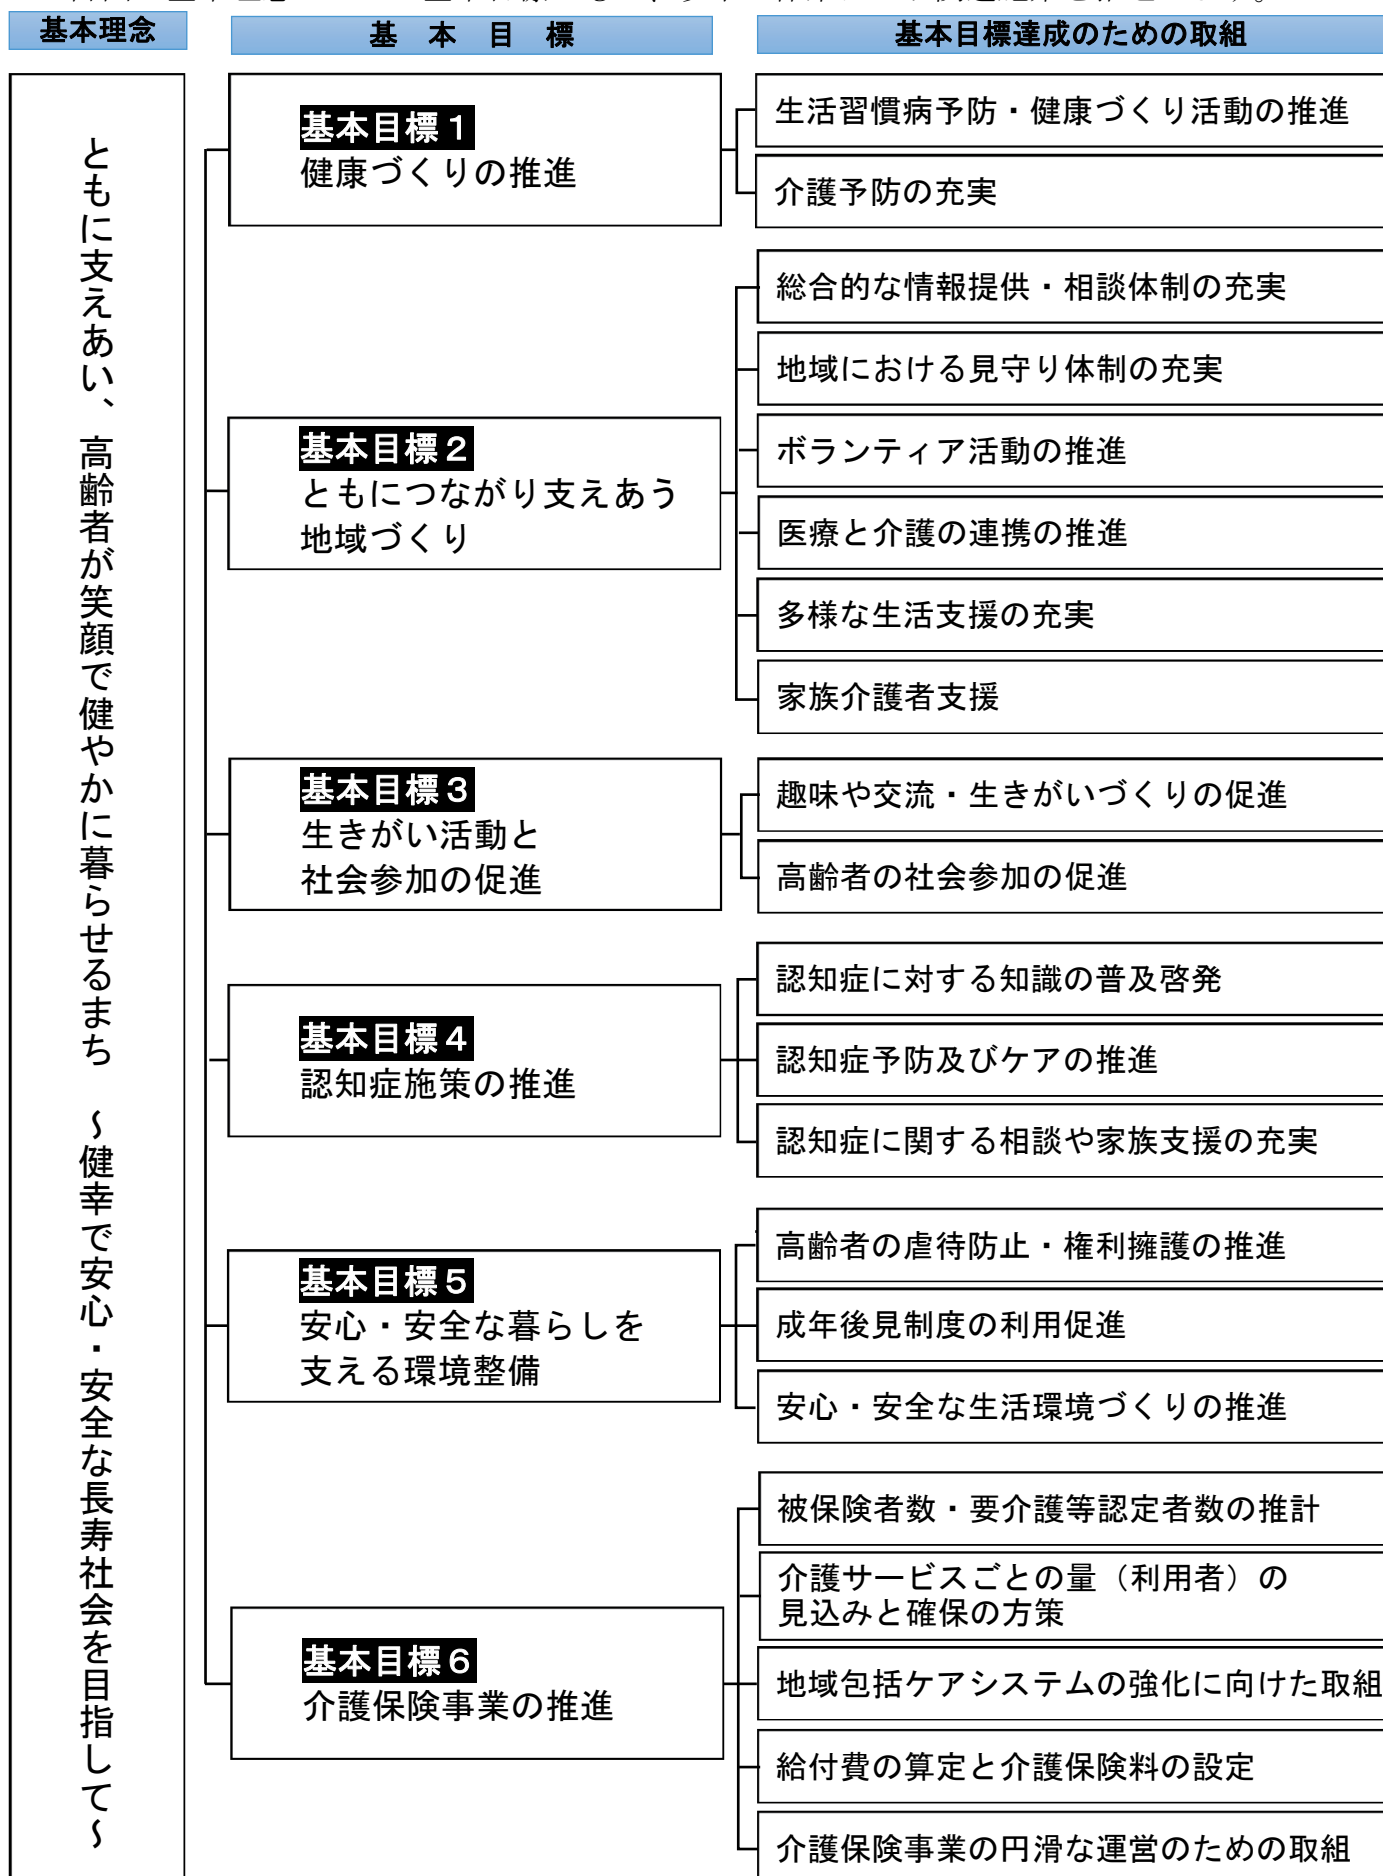 基本理念
基本目標
基本目標達成のための取組
ともに支えあい、高齢者が笑顔で健やかに暮らせるまち ～健幸で安心・安全な長寿社会を目指して～
基本目標１
健康づくりの推進
生活習慣病予防・健康づくり活動の推進
介護予防の充実
基本目標２
ともにつながり支えあう
地域づくり
総合的な情報提供・相談体制の充実
地域における見守り体制の充実
ボランティア活動の推進
医療と介護の連携の推進
多様な生活支援の充実
家族介護者支援
基本目標３
生きがい活動と
社会参加の促進
趣味や交流・生きがいづくりの促進
高齢者の社会参加の促進
基本目標４
認知症施策の推進
認知症に対する知識の普及啓発
認知症予防及びケアの推進
認知症に関する相談や家族支援の充実
基本目標５
安心・安全な暮らしを
支える環境整備
高齢者の虐待防止・権利擁護の推進
成年後見制度の利用促進
安心・安全な生活環境づくりの推進
基本目標６
介護保険事業の推進
被保険者数・要介護等認定者数の推計
介護サービスごとの量（利用者）の
見込みと確保の方策
地域包括ケアシステムの強化に向けた取組
給付費の算定と介護保険料の設定
介護保険事業の円滑な運営のための取組